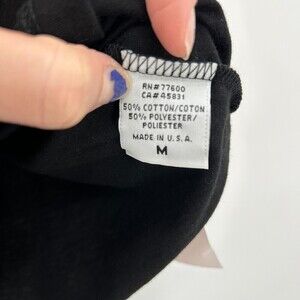 RN#77600
CA#45831
50% COTTON/COTON
50% POLYESTER/
POLIESTER
MADE IN U.S.A.
M